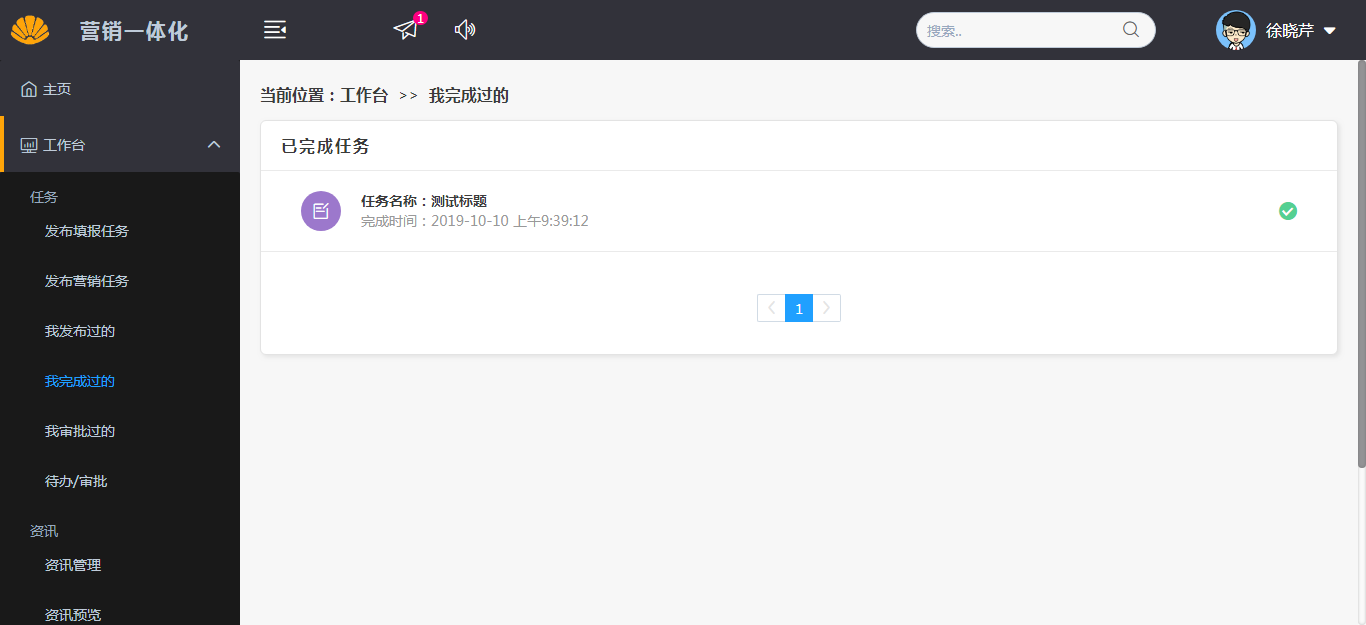 营销一体化
1
搜索..
徐晓芹
主页
工作台
任务
发布填报任务
发布营销任务
我发布过的
我完成过的
我审批过的
待办/审批
资讯
资讯管理
资讯预览
当前位置：工作台 >> 我完成过的
已完成任务
任务名称：测试标题
完成时间：2019-10-10 上午9:39:12
1